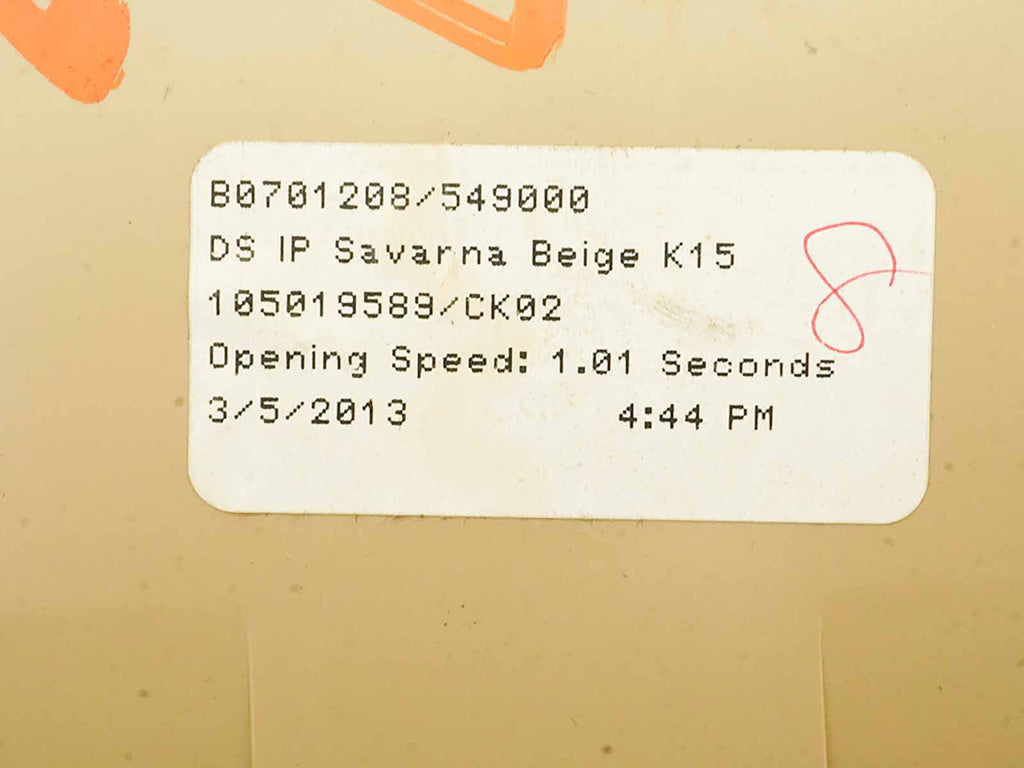 B0701208/549000
DS IP Savarna Beige K15
105019589/CK02
Opening Speed: 1.01 Seconds
3/5/2013 4:44 PM
8